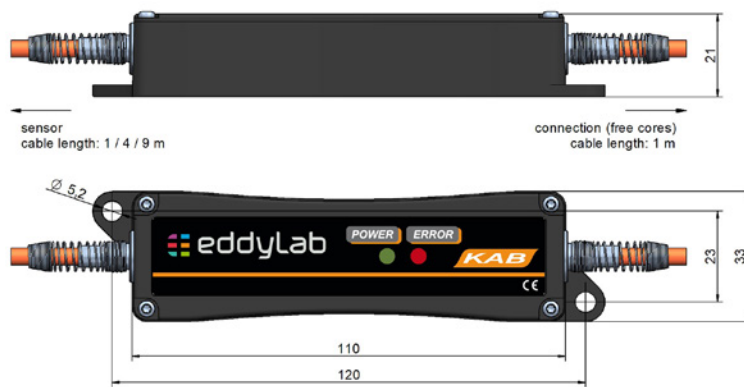 21
sensor
cable length: 1 / 4 / 9 m
connection (free cores)
cable length: 1 m
Ø 5,2
eddyLab
POWER ERROR
KAB
CE
23
33
110
120